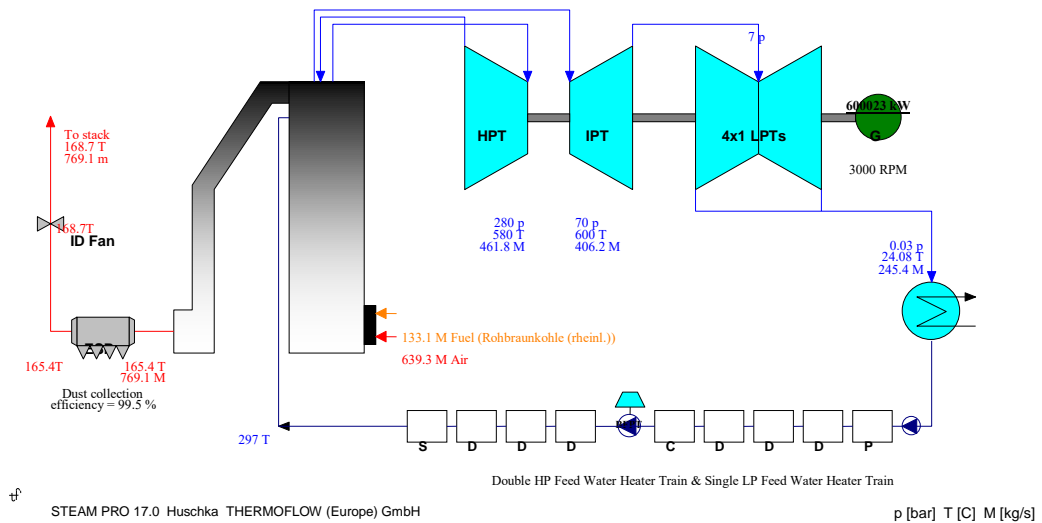 7 p
600023 kW
G
3000 RPM
HPT
IPT
4x1 LPTs
To stack
168.7 T
769.1 m
168.7T
ID Fan
280 p
580 T
461.8 M
70 p
600 T
406.2 M
0.03 p
24.08 T
245.4 M
133.1 M Fuel (Rohbraunkohle (rheinl.))
639.3 M Air
165.4T
165.4 T
769.1 M
Dust collection
efficiency = 99.5 %
297 T
S
D
D
D
C
D
D
D
P
Double HP Feed Water Heater Train & Single LP Feed Water Heater Train
STEAM PRO 17.0 Huschka THERMOFLOW (Europe) GmbH
p [bar] T [C] M [kg/s]